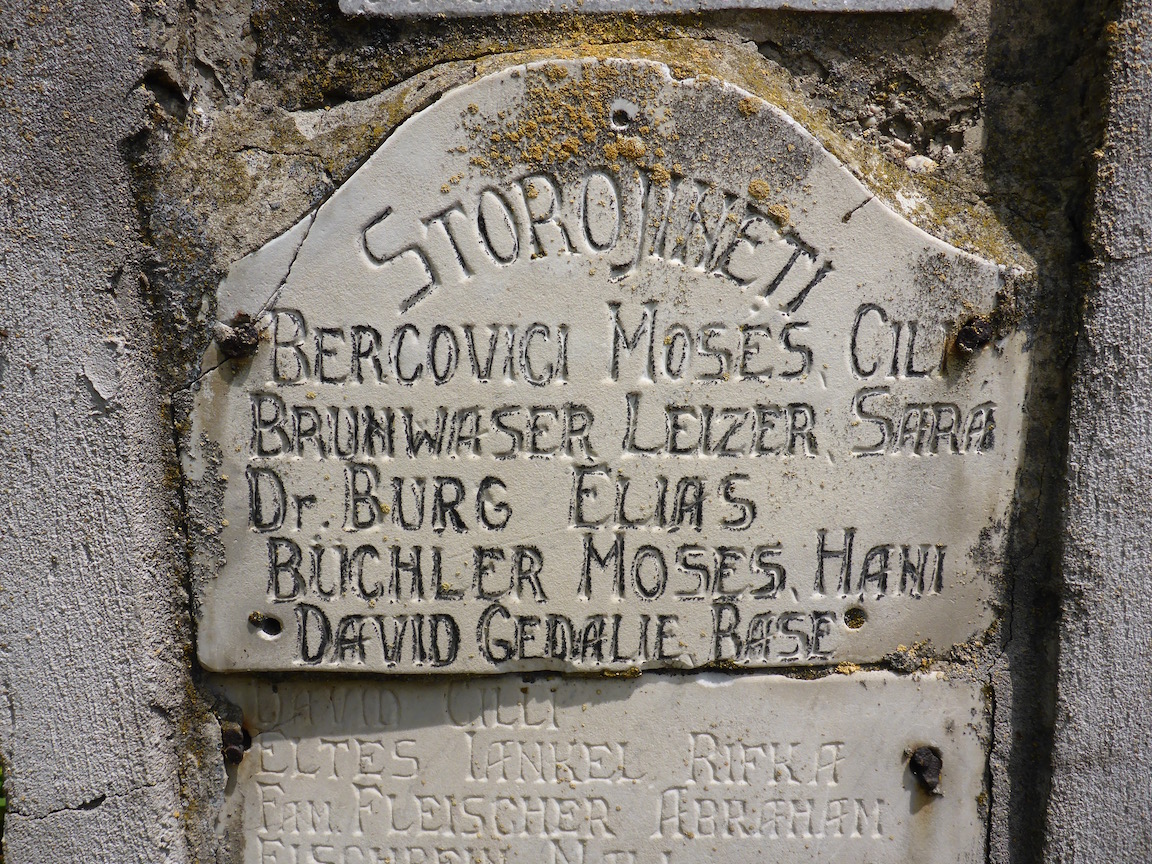 STOROJINETI
BERCOVICI MOSES, CILI
BRUNWASER LEIZER, SARA
Dr. BURG ELIAS
BÜCHLER MOSES, HANI
DAVID GEDALIE BASE
DAVID CILLI
ELTES IANKEL, RIFKA
FAM. FLEISCHER ABRAHAM